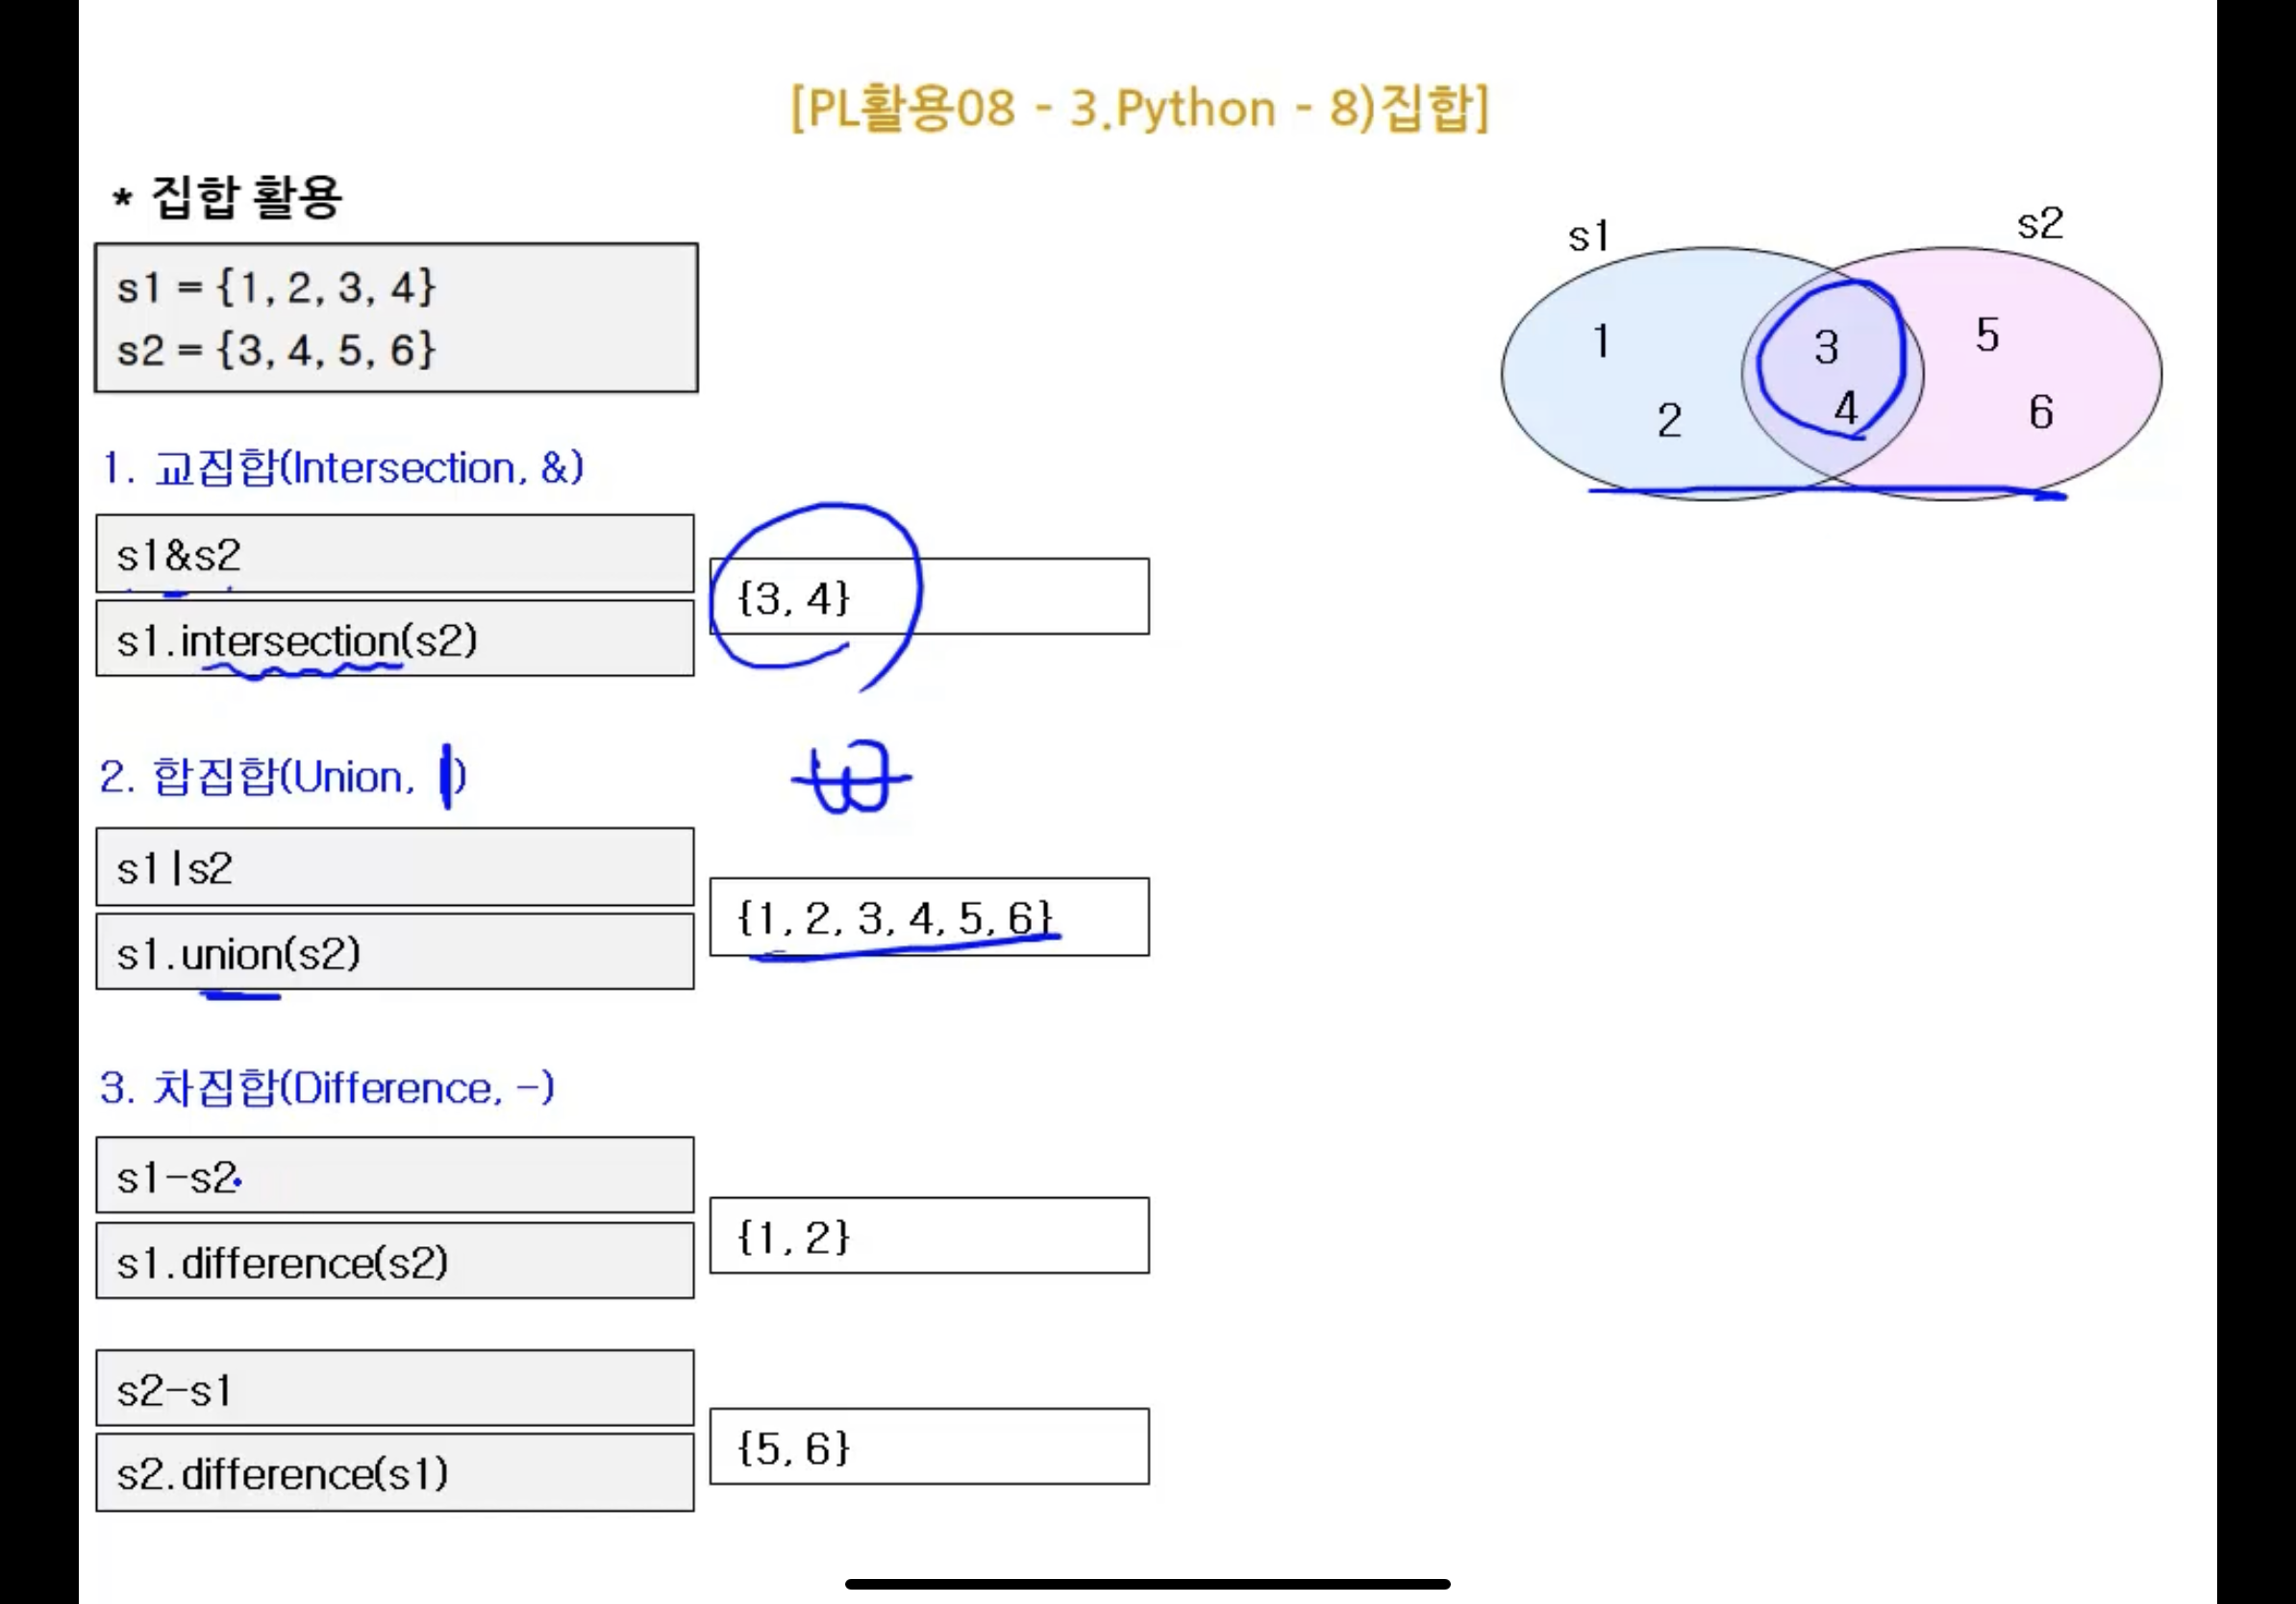 [PL활용08 - 3.Python - 8)집합]
* 집합 활용
s1 = {1, 2, 3, 4}
s2 = {3, 4, 5, 6}
s1
s2
1
2
3
4
5
6
1. 교집합(Intersection, &)
s1&s2
s1.intersection(s2)
{3, 4}
2. 합집합(Union, |)
s1|s2
s1.union(s2)
{1, 2, 3, 4, 5, 6}
3. 차집합(Difference, -)
s1-s2
s1.difference(s2)
{1, 2}
s2-s1
s2.difference(s1)
{5, 6}